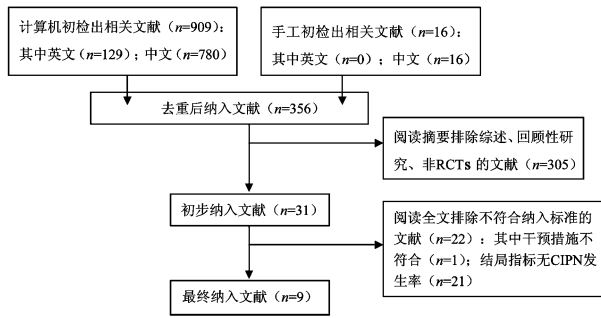 计算机初检出相关文献（n=909）：
其中英文（n=129）；中文（n=780）
手工初检出相关文献（n=16）：
其中英文（n=0）；中文（n=16）
去重后纳入文献（n=356）
阅读摘要排除综述、回顾性研
究、非RCTs 的文献（n=305）
初步纳入文献（n=31）
阅读全文排除不符合纳入标准的
文献（n=22）：其中干预措施不
符合（n=1）；结局指标无CIPN发
生率（n=21）
最终纳入文献（n=9）